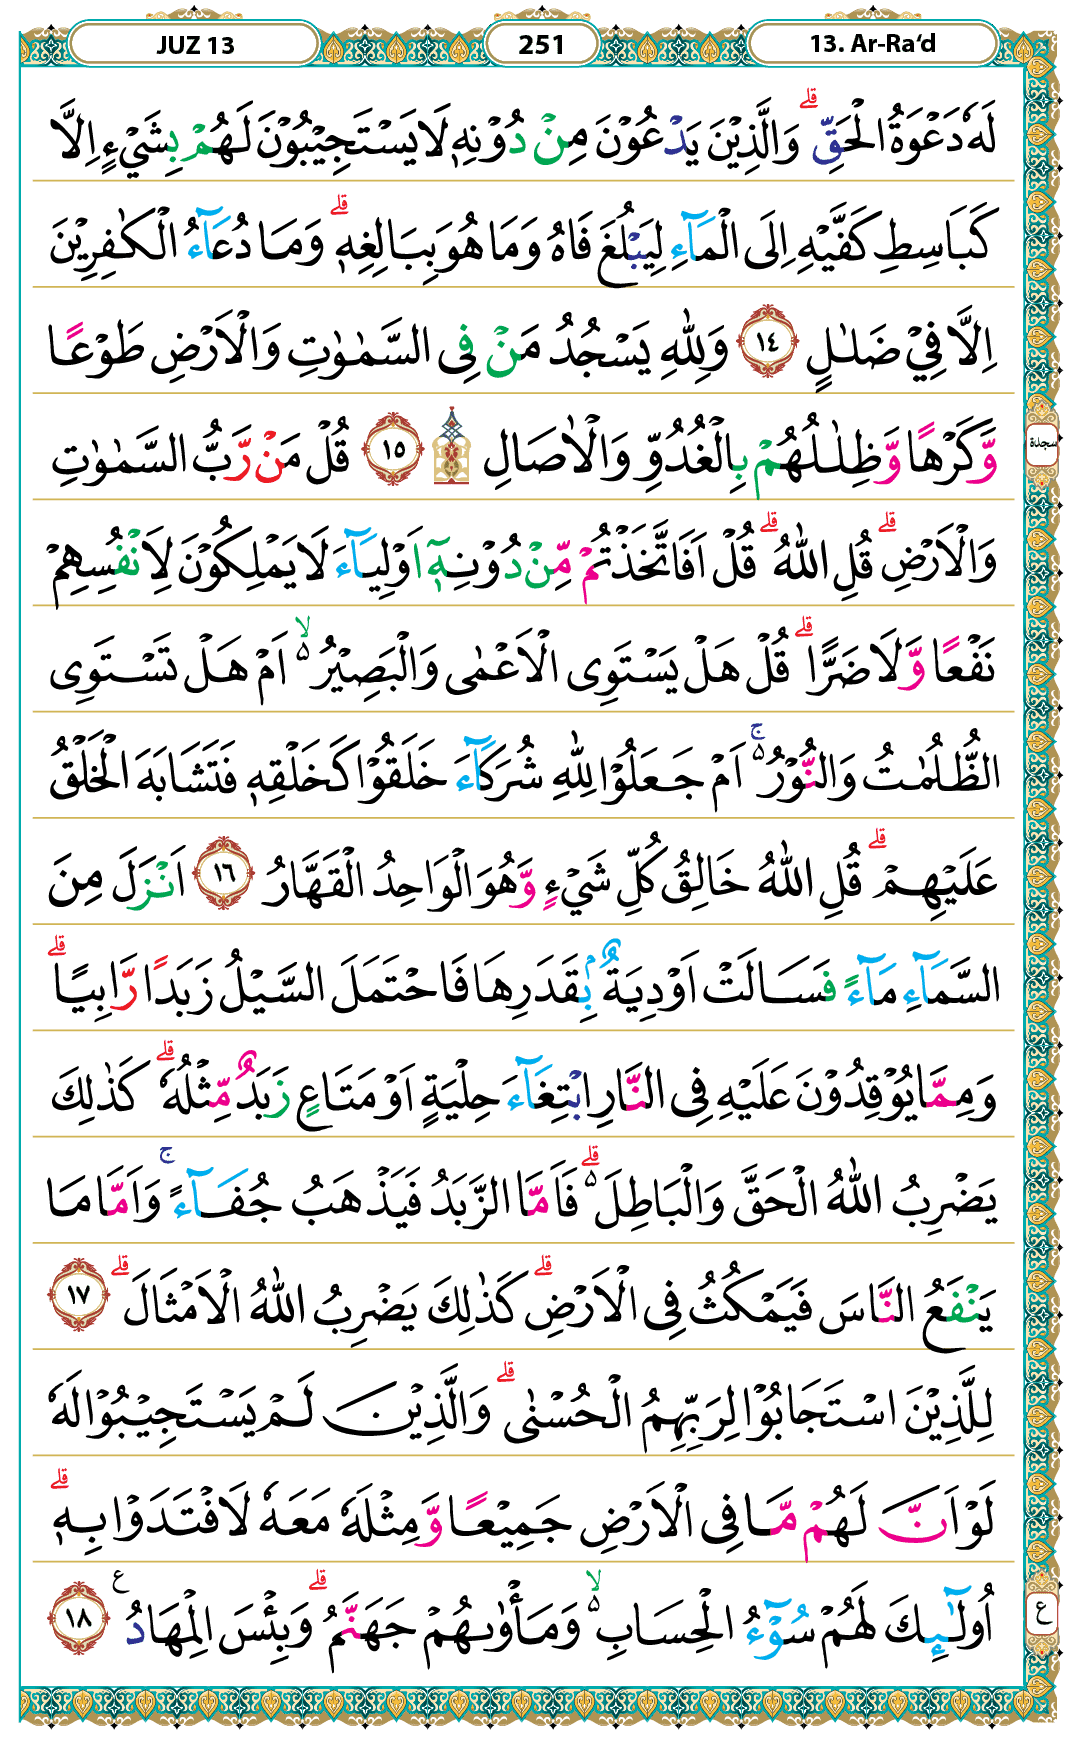 JUZ 13
251
13. Ar-Ra‘d
لَهٗ دَعْوَةُ الْحَقِّ ؕ وَالَّذِيْنَ يَدْعُوْنَ مِنْ دُوْنِهٖ لَا يَسْتَجِيْبُوْنَ لَهُمْ بِشَيْءٍ اِلَّا
كَبَاسِطِ كَفَّيْهِ اِلَى الْمَآءِ لِيَبْلُغَ فَاهُ وَمَا هُوَ بِبَالِغِهٖ ؕ وَمَا دُعَآءُ الْكٰفِرِيْنَ
اِلَّا فِيْ ضَلٰلٍ ١٤ وَلِلّٰهِ يَسْجُدُ مَنْ فِى السَّمٰوٰتِ وَالْاَرْضِ طَوْعًا
وَّكَرْهًا وَّظِلٰلُهُمْ بِالْغُدُوِّ وَالْاٰصَالِ ١٥ قُلْ مَنْ رَّبُّ السَّمٰوٰتِ
سجدة
وَالْاَرْضِ ؕ قُلِ اللّٰهُ ؕ قُلْ اَفَاتَّخَذْتُمْ مِّنْ دُوْنِهٖۤ اَوْلِيَآءَ لَا يَمْلِكُوْنَ لِاَنْفُسِهِمْ
نَفْعًا وَّلَا ضَرًّا ؕ قُلْ هَلْ يَسْتَوِى الْاَعْمٰى وَالْبَصِيْرُ ۙ اَمْ هَلْ تَسْتَوِى
الظُّلُمٰتُ وَالنُّوْرُ ۚ اَمْ جَعَلُوْا لِلّٰهِ شُرَكَآءَ خَلَقُوْا كَخَلْقِهٖ فَتَشَابَهَ الْخَلْقُ
عَلَيْهِمْ ؕ قُلِ اللّٰهُ خَالِقُ كُلِّ شَيْءٍ وَّهُوَ الْوَاحِدُ الْقَهَّارُ ١٦ اَنْزَلَ مِنَ
السَّمَآءِ مَآءً فَسَالَتْ اَوْدِيَةٌۢ بِقَدَرِهَا فَاحْتَمَلَ السَّيْلُ زَبَدًا رَّابِيًا ؕ
وَمِمَّا يُوْقِدُوْنَ عَلَيْهِ فِى النَّارِ ابْتِغَآءَ حِلْيَةٍ اَوْ مَتَاعٍ زَبَدٌ مِّثْلُهٗ ؕ كَذٰلِكَ
يَضْرِبُ اللّٰهُ الْحَقَّ وَالْبَاطِلَ ؕ فَاَمَّا الزَّبَدُ فَيَذْهَبُ جُفَآءً ۚ وَاَمَّا مَا
يَنْفَعُ النَّاسَ فَيَمْكُثُ فِى الْاَرْضِ ؕ كَذٰلِكَ يَضْرِبُ اللّٰهُ الْاَمْثَالَ ؕ ١٧
لِلَّذِيْنَ اسْتَجَابُوْا لِرَبِّهِمُ الْحُسْنٰى ؕ وَالَّذِيْنَ لَمْ يَسْتَجِيْبُوْا لَهٗ
لَوْ اَنَّ لَهُمْ مَّا فِى الْاَرْضِ جَمِيْعًا وَّمِثْلَهٗ مَعَهٗ لَافْتَدَوْا بِهٖ ؕ
اُولٰٓئِكَ لَهُمْ سُوْٓءُ الْحِسَابِ ۙ وَمَاْوٰىهُمْ جَهَنَّمُ ؕ وَبِئْسَ الْمِهَادُ ع ١٨
ع